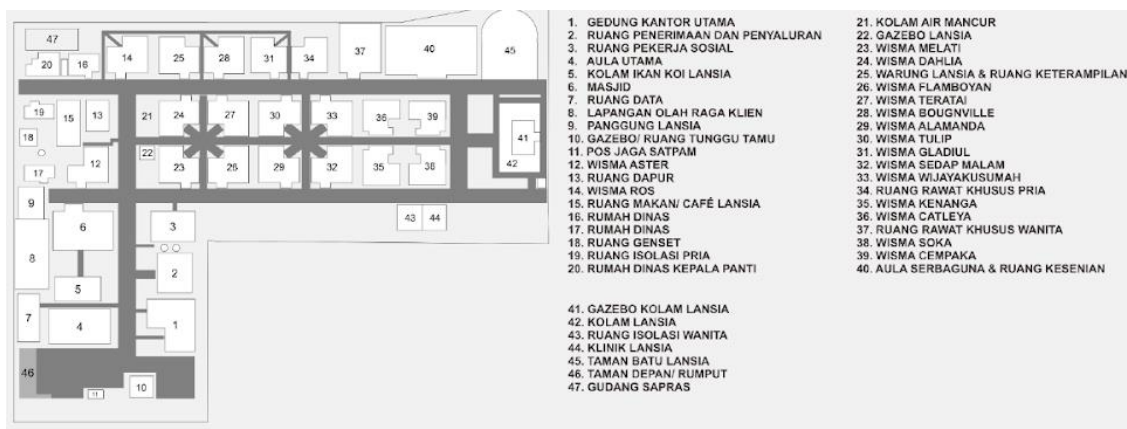 47
20
16
14
25
28
31
34
37
40
45
19
15
13
21
24
27
30
33
36
39
41
18
22
12
17
23
26
29
32
35
38
42
9
6
3
43
44
8
2
5
7
4
1
46
11
10
1. GEDUNG KANTOR UTAMA
2. RUANG PENERIMAAN DAN PENYALURAN
3. RUANG PEKERJA SOSIAL
4. AULA UTAMA
5. KOLAM IKAN KOI LANSIA
6. MASJID
7. RUANG DATA
8. LAPANGAN OLAH RAGA KLIEN
9. PANGGUNG LANSIA
10. GAZEBO/ RUANG TUNGGU TAMU
11. POS JAGA SATPAM
12. WISMA ASTER
13. RUANG DAPUR
14. WISMA ROS
15. RUANG MAKAN/ CAFÉ LANSIA
16. RUMAH DINAS
17. RUMAH DINAS
18. RUANG GENSET
19. RUANG ISOLASI PRIA
20. RUMAH DINAS KEPALA PANTI
21. KOLAM AIR MANCUR
22. GAZEBO LANSIA
23. WISMA MELATI
24. WISMA DAHLIA
25. WARUNG LANSIA & RUANG KETERAMPILAN
26. WISMA FLAMBOYAN
27. WISMA TERATAI
28. WISMA BOUGNVILLE
29. WISMA ALAMANDA
30. WISMA TULIP
31. WISMA GLADIUL
32. WISMA SEDAP MALAM
33. WISMA WIJAYAKUSUMAH
34. RUANG RAWAT KHUSUS PRIA
35. WISMA KENANGA
36. WISMA CATLEYA
37. RUANG RAWAT KHUSUS WANITA
38. WISMA SOKA
39. WISMA CEMPAKA
40. AULA SERBAGUNA & RUANG KESENIAN
41. GAZEBO KOLAM LANSIA
42. KOLAM LANSIA
43. RUANG ISOLASI WANITA
44. KLINIK LANSIA
45. TAMAN BATU LANSIA
46. TAMAN DEPAN/ RUMPUT
47. GUDANG SAPRAS